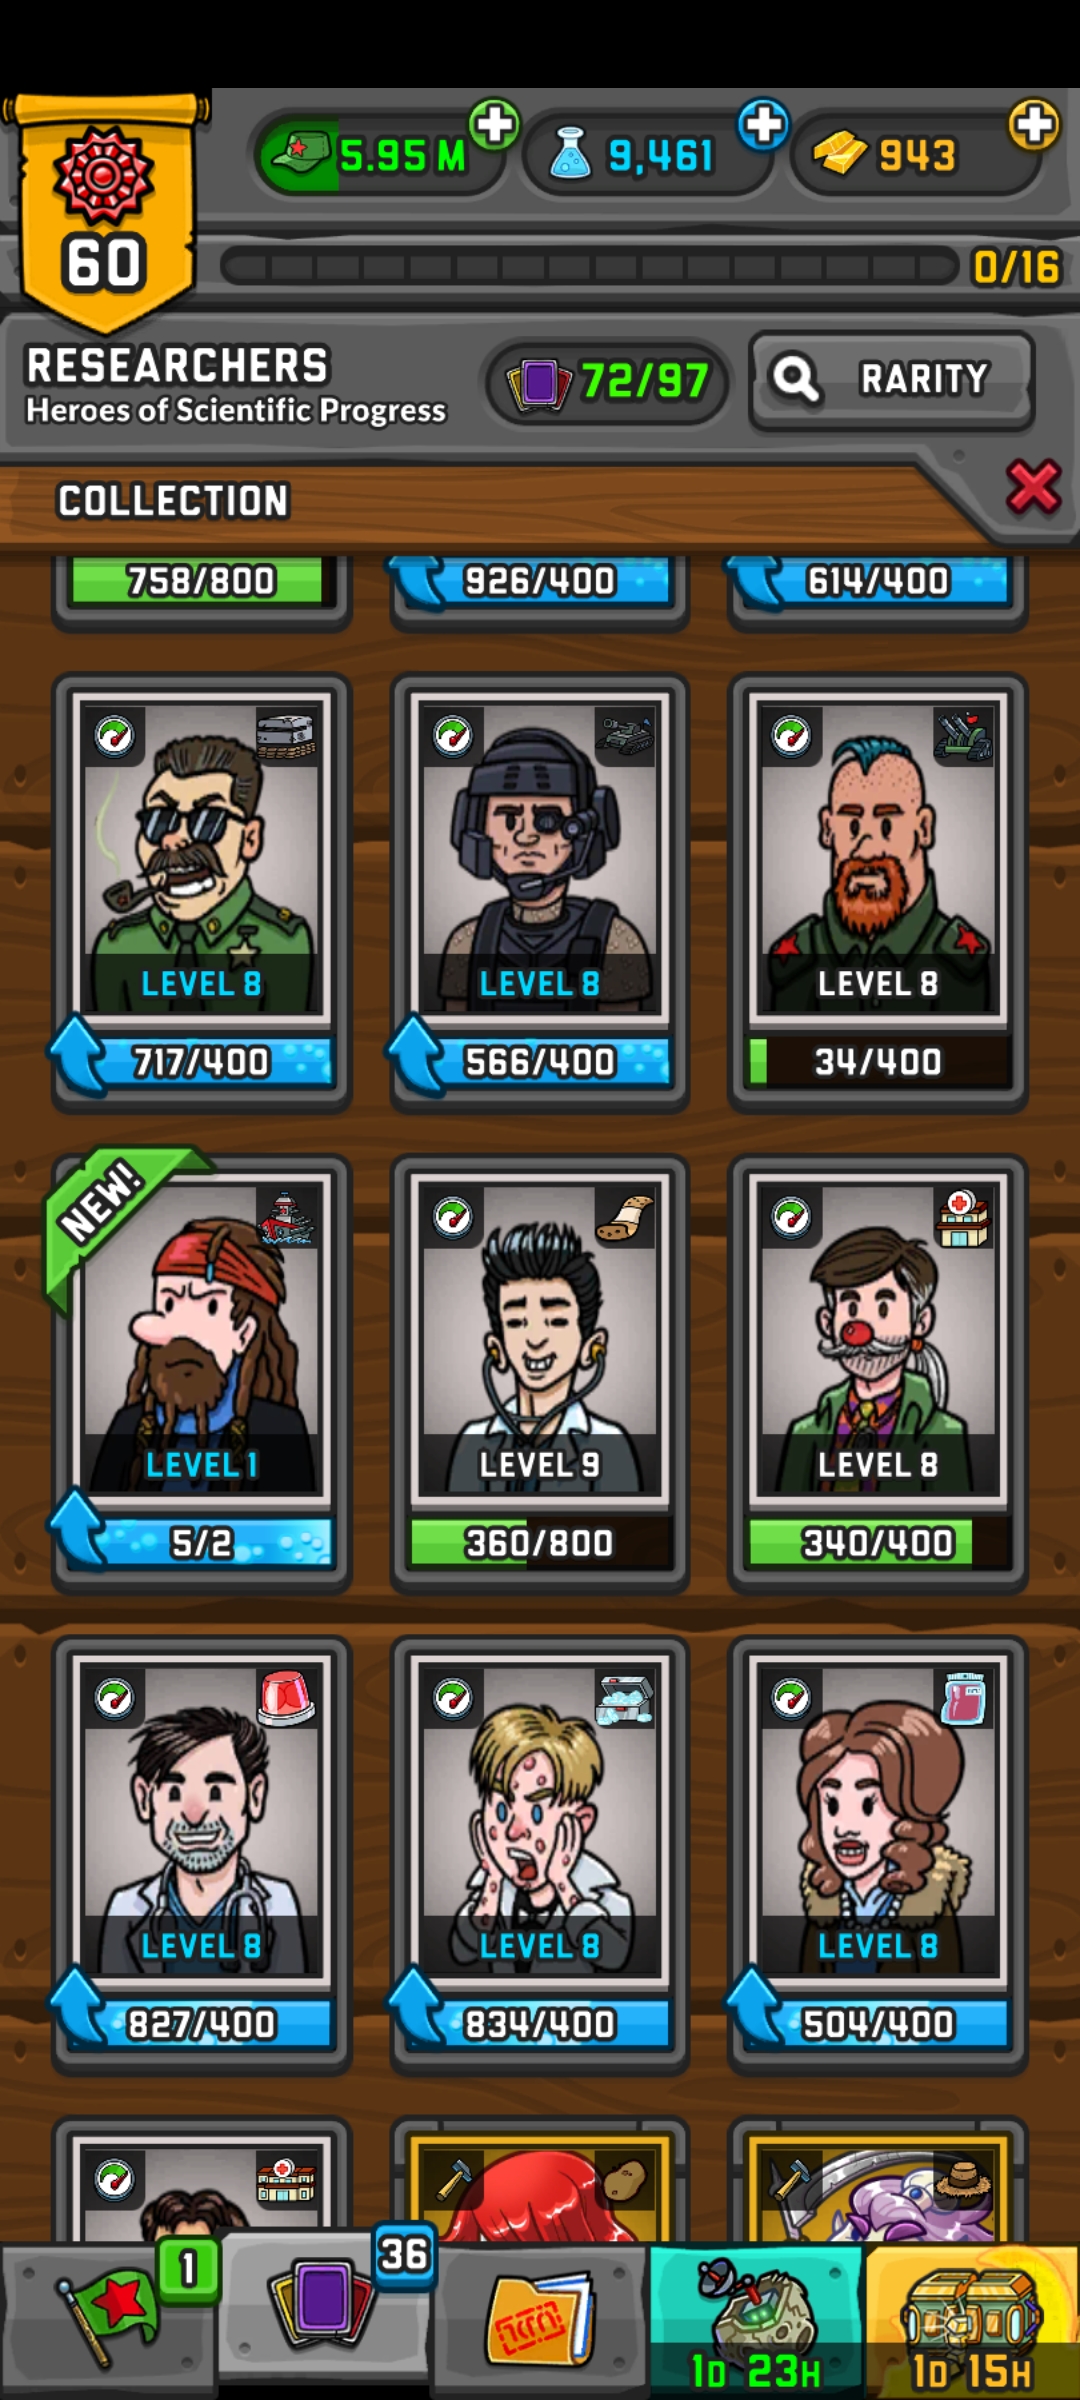 5.95 M
9,461
943
60
0/16
RESEARCHERS
Heroes of Scientific Progress
72/97
RARITY
COLLECTION
758/800
926/400
614/400
LEVEL 8
LEVEL 8
LEVEL 8
717/400
566/400
34/400
NEW!
LEVEL 1
LEVEL 9
LEVEL 8
5/2
360/800
340/400
LEVEL 8
LEVEL 8
LEVEL 8
827/400
834/400
504/400
1
36
1D 23H
1D 15H